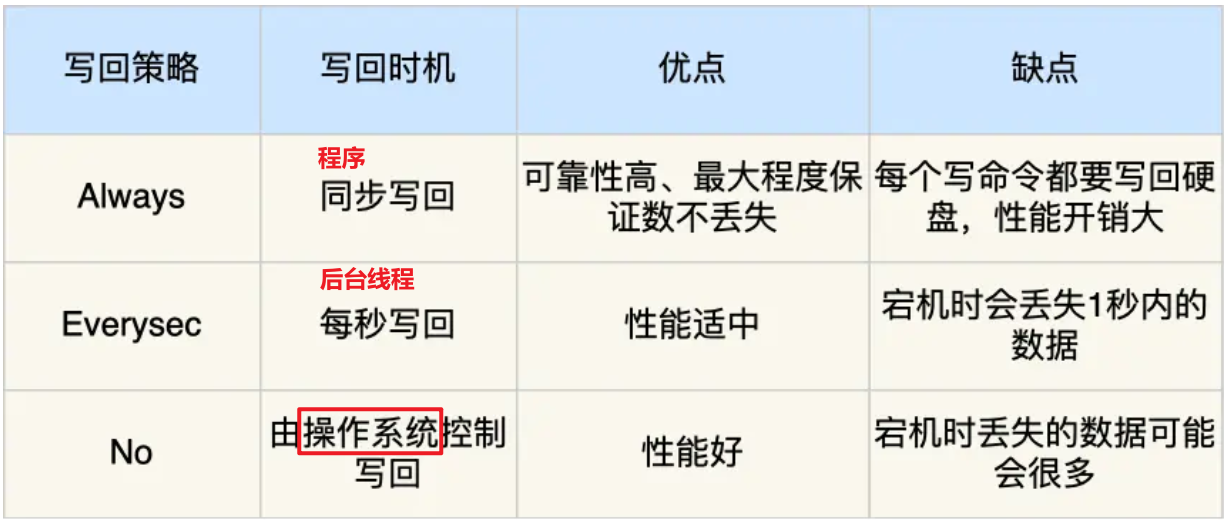 写回策略
写回时机
优点
缺点
Always
程序
同步写回
可靠性高、最大程度保
证数不丢失
每个写命令都要写回硬
盘，性能开销大
Everysec
后台线程
每秒写回
性能适中
宕机时会丢失1秒内的
数据
No
由操作系统控制
写回
性能好
宕机时丢失的数据可能
会很多